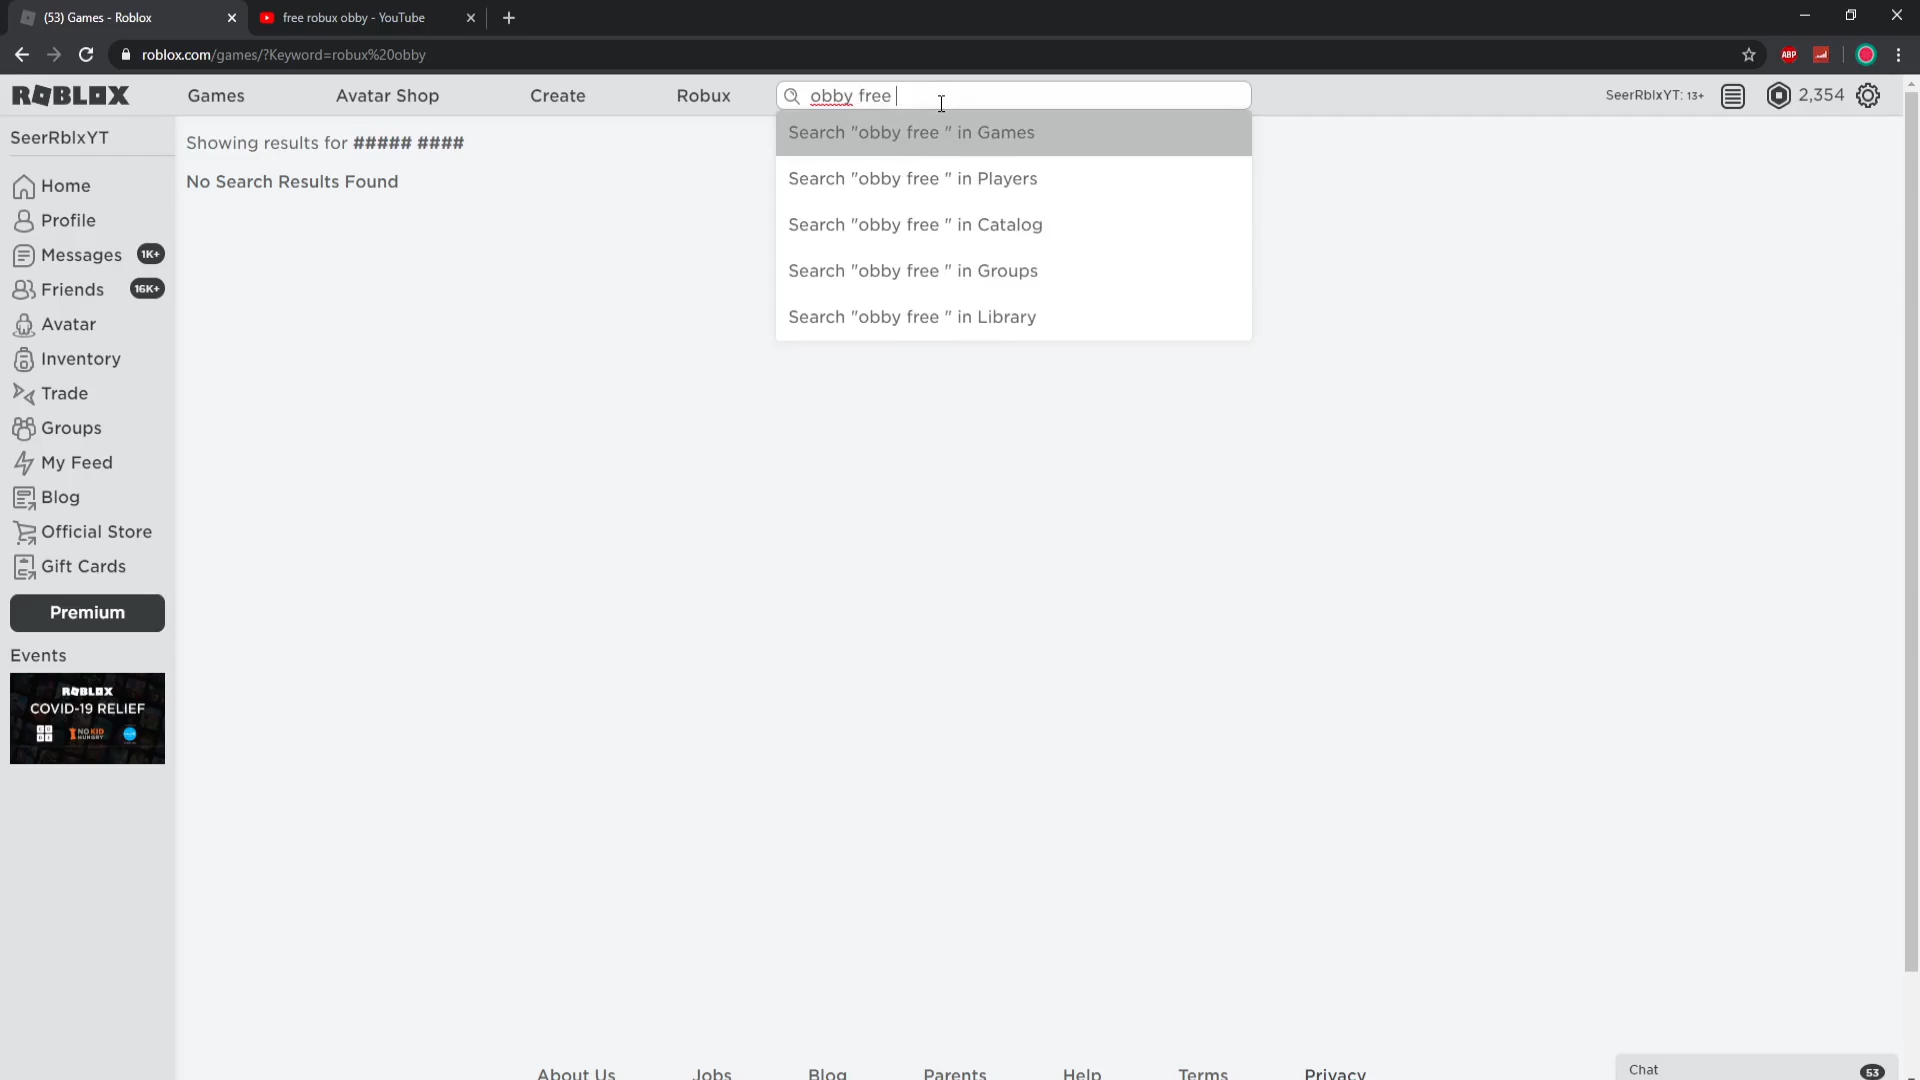 (53) Games - Roblox
free robux obby - YouTube
roblox.com/games/?Keyword=robux%20obby
ABP
ROBLOX
Games
Avatar Shop
Create
Robux
obby free
SeerRblxYT: 13+
2,354
Search "obby free " in Games
Search "obby free " in Players
Search "obby free " in Catalog
Search "obby free " in Groups
Search "obby free " in Library
SeerRblxYT
Home
Profile
Messages 1K+
Friends 16K+
Avatar
Inventory
Trade
Groups
My Feed
Blog
Official Store
Gift Cards
Premium
Events
ROBLOX
COVID-19 RELIEF
NO KID
HUNGRY
Showing results for ##### ####
No Search Results Found
About Us
Jobs
Blog
Parents
Help
Terms
Privacy
Chat
53